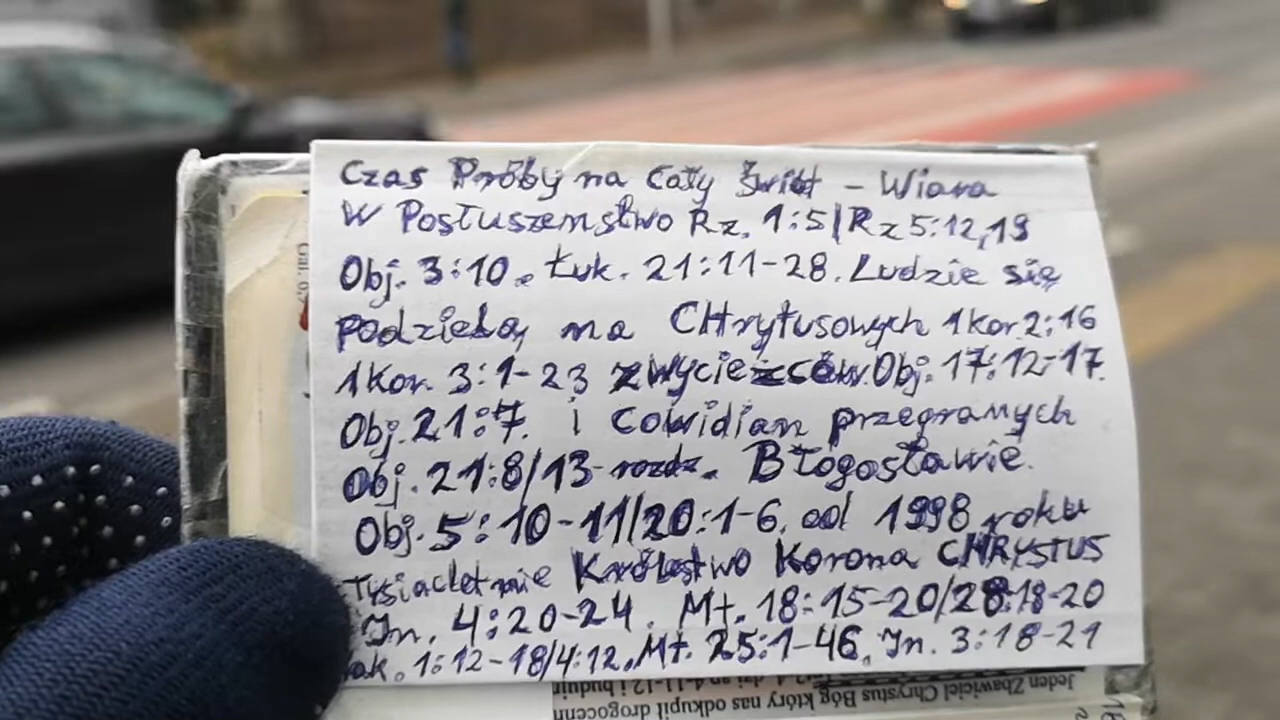 Czas Próby na Cały Świat - Wiara
W Posłuszeństwo Rz. 1:5/Rz 5:12,19
Obj. 3:10. Łuk. 21:11-28. Ludzie się
podzielą na CHrytusowych 1kor 2:16
1Kor. 3:1-23 zwycieżców. Obj. 17:12-17.
Obj. 21:7. i Cowidian przegranych
Obj. 21:8/13 rozdz. Błogosławie.
Obj. 5:10-11/20:1-6. od 1998 roku
Tysiącletnie Królestwo Korona CHRYSTUS
Jn. 4:20-24. Mt. 18:15-20/28:18-20
Jak. 1:12-18/4:12. Mt. 25:1-46. Jn. 3:18-21
Jeden Zbawiciel Chrystus Bóg który nas odkupił drogocenn